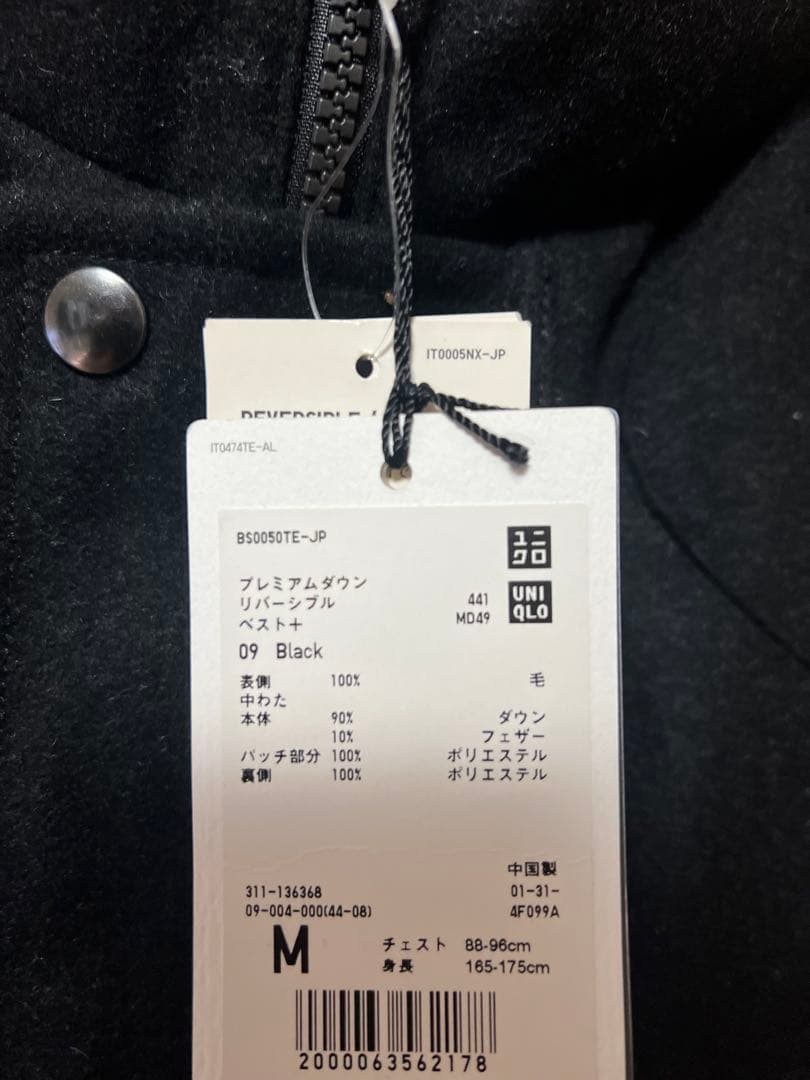 IT0005NX-JP
REVERSIBLE /
IT0474TE-AL
BS0050TE-JP
ユニ
クロ
プレミアムダウン
リバーシブル 441
ベスト+ MD49
UNI
QLO
09 Black
表側 100% 毛
中わた
本体 90% ダウン
10% フェザー
パッチ部分 100% ポリエステル
裏側 100% ポリエステル
中国製
311-136368 01-31-
09-004-000(44-08) 4F099A
M チェスト 88-96cm
身長 165-175cm
2000063562178